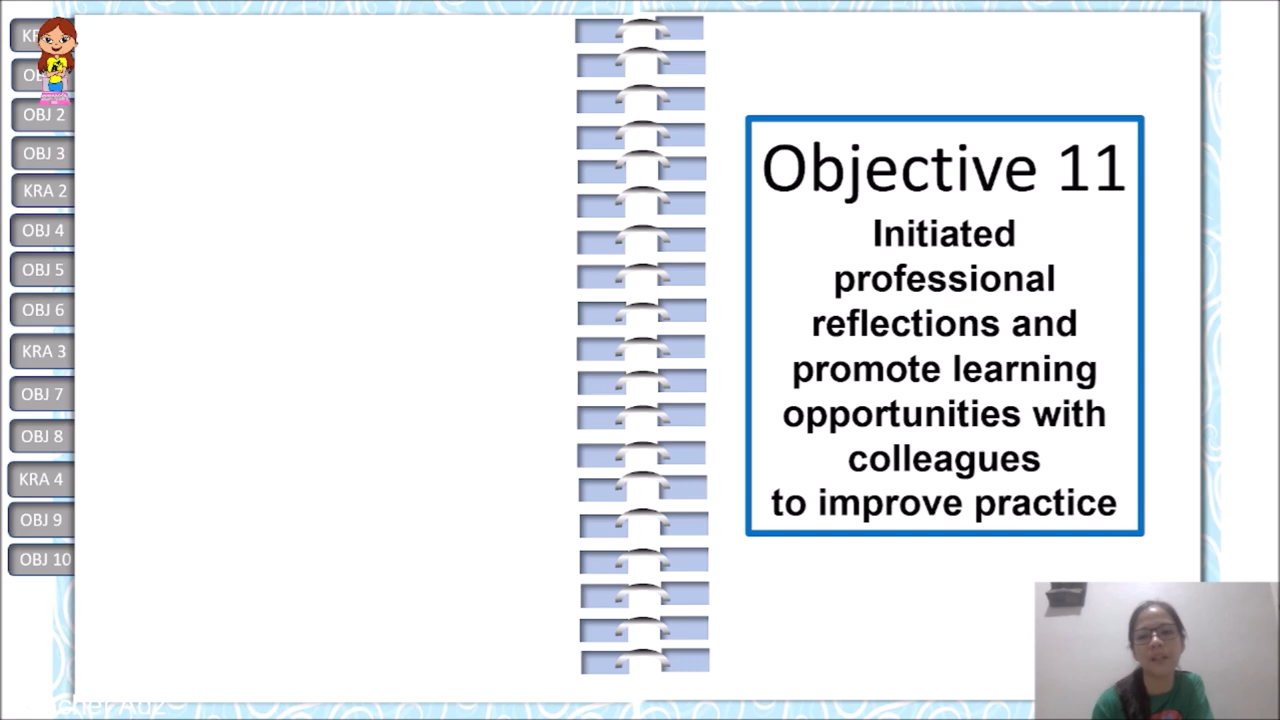 OBJ 2
OBJ 3
KRA 2
OBJ 4
OBJ 5
OBJ 6
KRA 3
OBJ 7
OBJ 8
KRA 4
OBJ 9
OBJ 10
Objective 11
Initiated
professional
reflections and
promote learning
opportunities with
colleagues
to improve practice